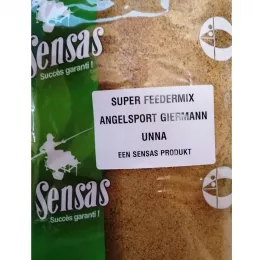 Sensas
Succès garanti !
SUPER FEEDERMIX
ANGELSPORT GIERMANN
UNNA
EEN SENSAS PRODUKT
Sensas
Succès garanti !